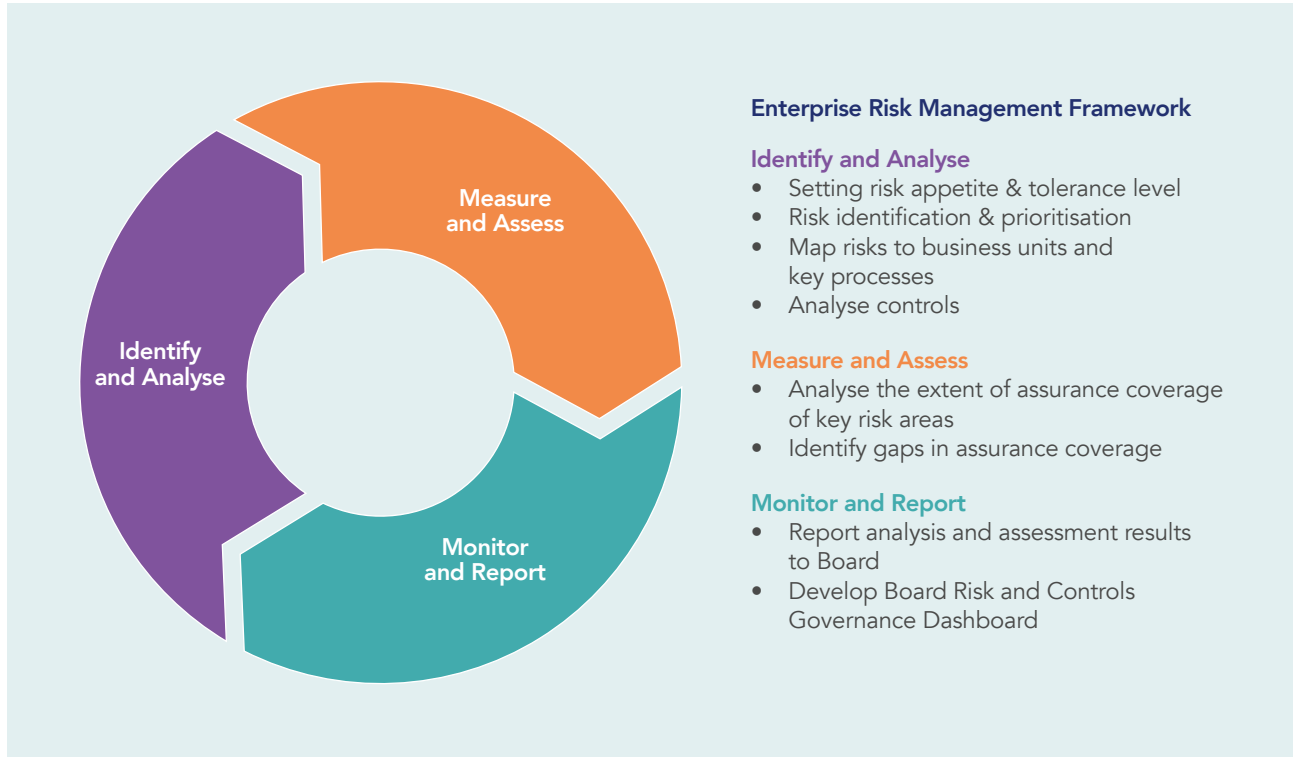 Measure
and Assess
Identify
and Analyse
Monitor
and Report
Enterprise Risk Management Framework
Identify and Analyse
• Setting risk appetite & tolerance level
• Risk identification & prioritisation
• Map risks to business units and
key processes
• Analyse controls
Measure and Assess
• Analyse the extent of assurance coverage
of key risk areas
• Identify gaps in assurance coverage
Monitor and Report
• Report analysis and assessment results
to Board
• Develop Board Risk and Controls
Governance Dashboard